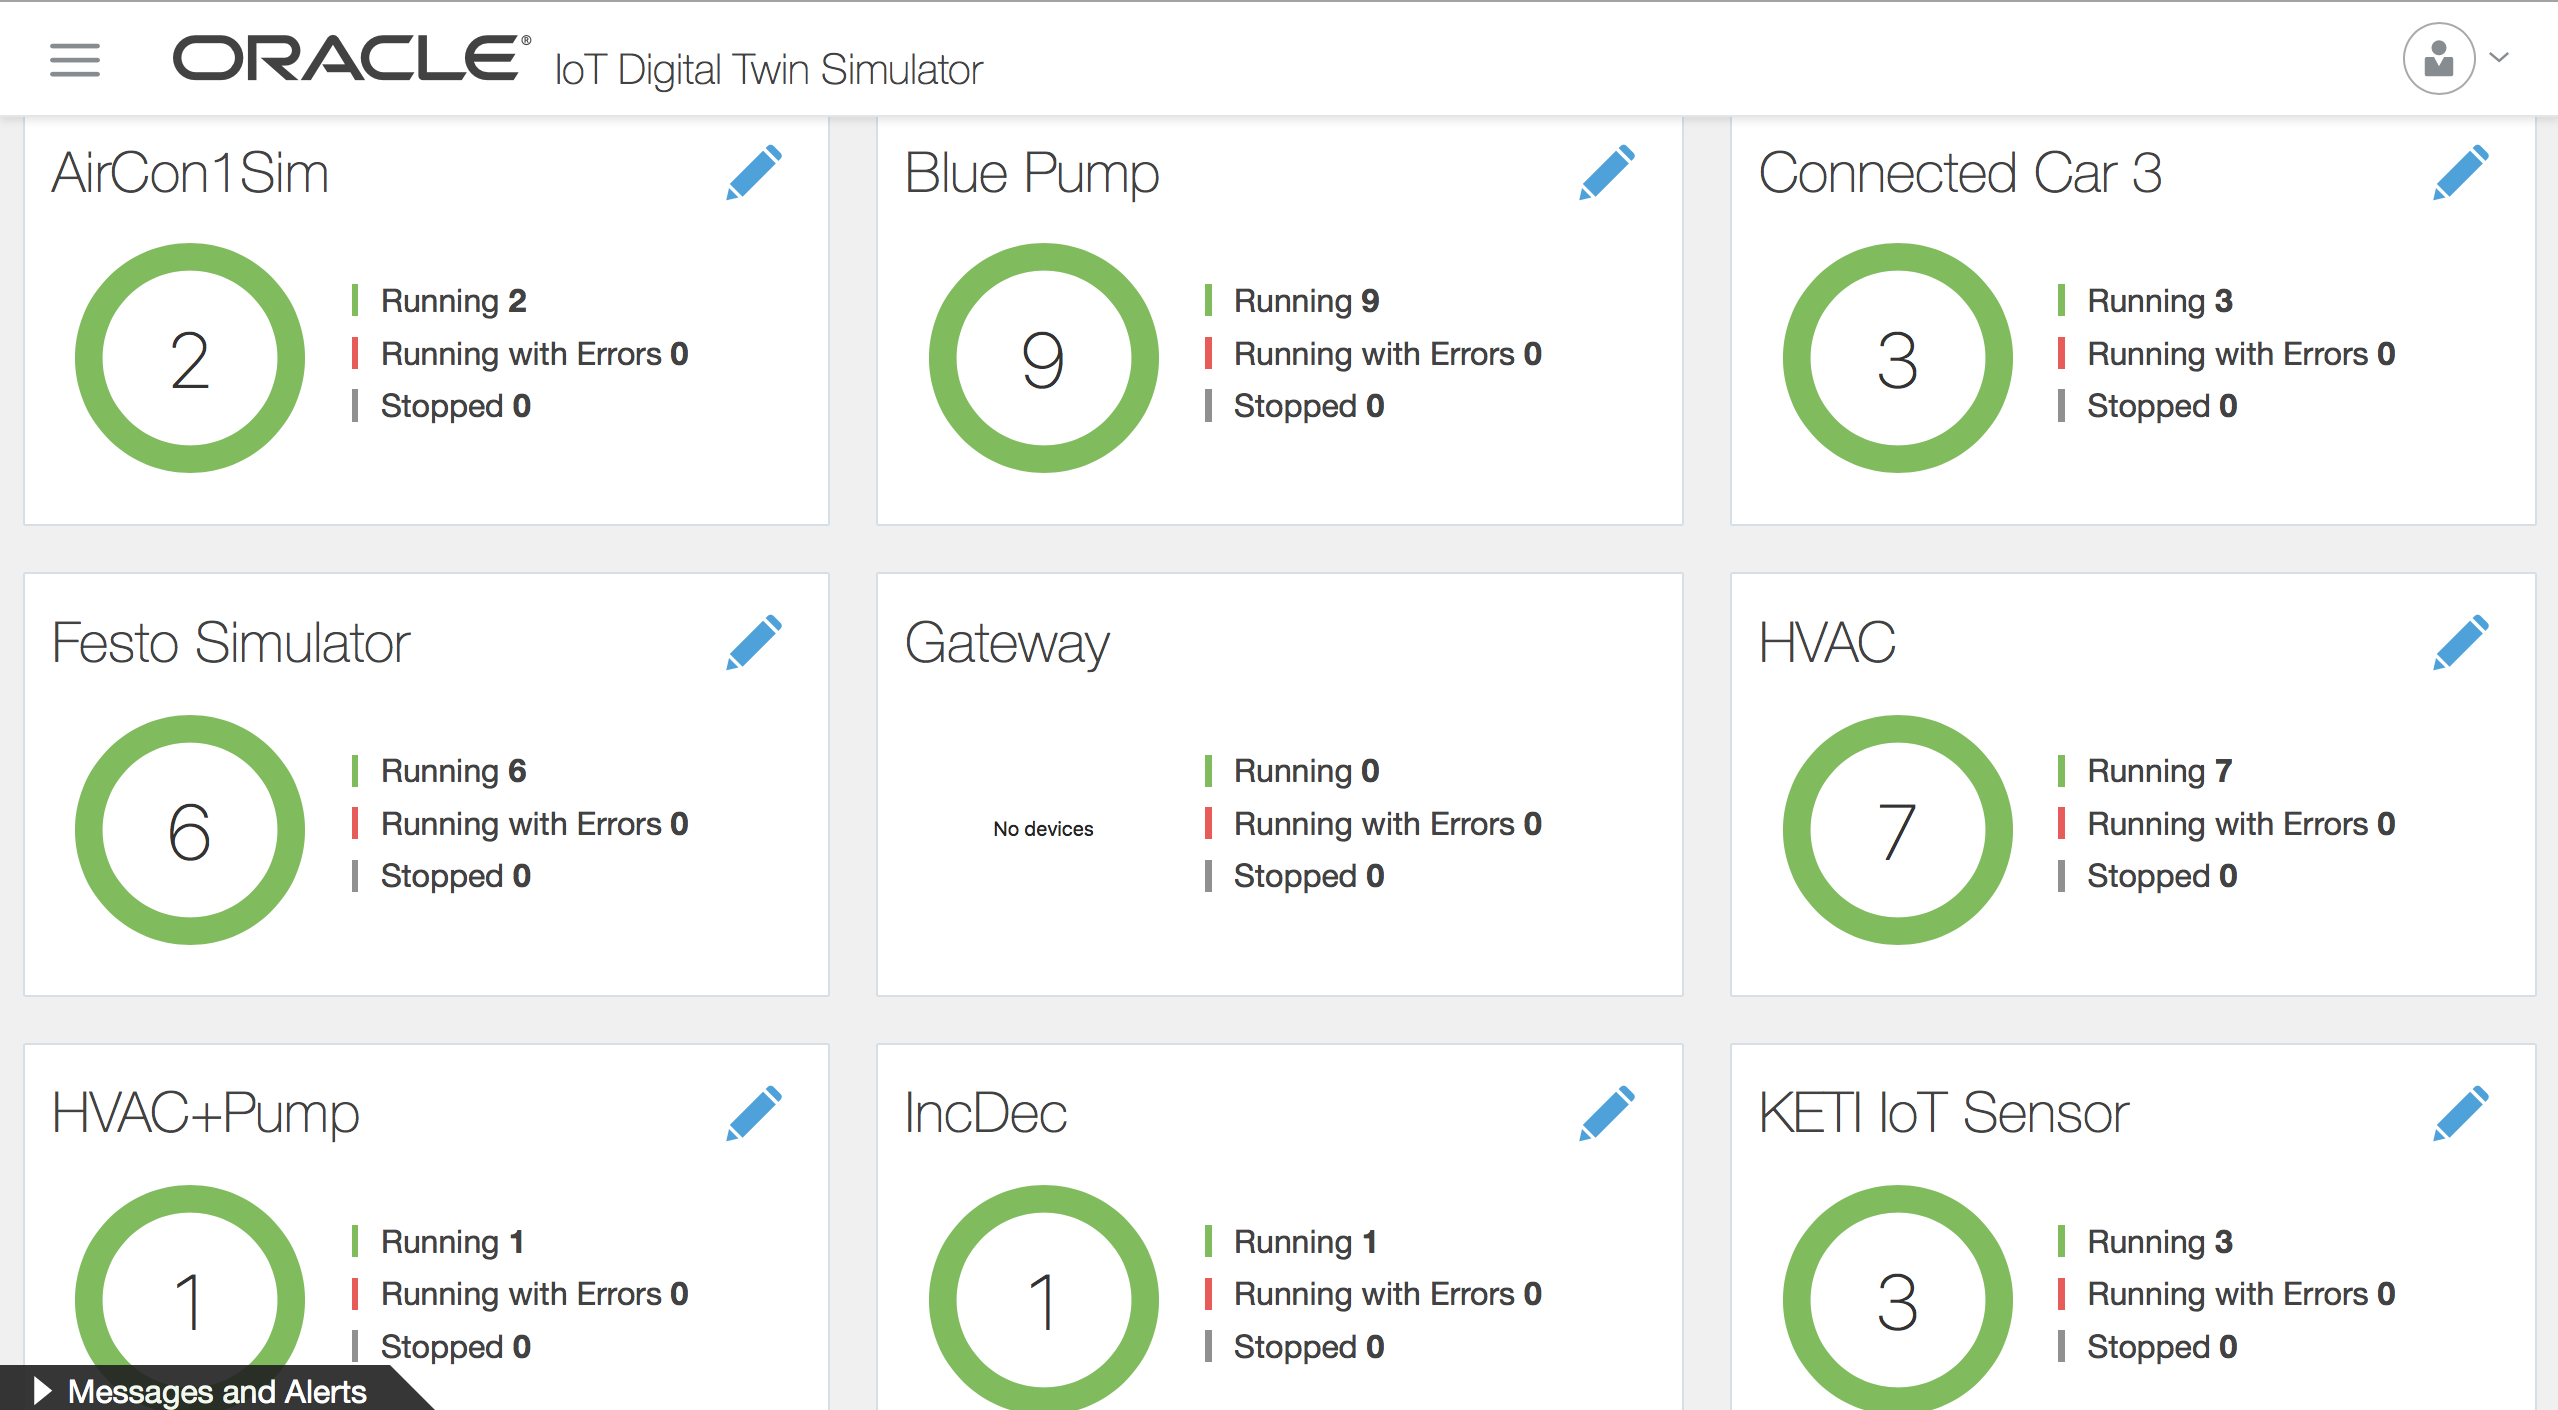 ORACLE® IoT Digital Twin Simulator
AirCon1Sim
2
Running 2
Running with Errors 0
Stopped 0
Blue Pump
9
Running 9
Running with Errors 0
Stopped 0
Connected Car 3
3
Running 3
Running with Errors 0
Stopped 0
Festo Simulator
6
Running 6
Running with Errors 0
Stopped 0
Gateway
No devices
Running 0
Running with Errors 0
Stopped 0
HVAC
7
Running 7
Running with Errors 0
Stopped 0
HVAC+Pump
1
Running 1
Running with Errors 0
Stopped 0
IncDec
1
Running 1
Running with Errors 0
Stopped 0
KETI IoT Sensor
3
Running 3
Running with Errors 0
Stopped 0
Messages and Alerts